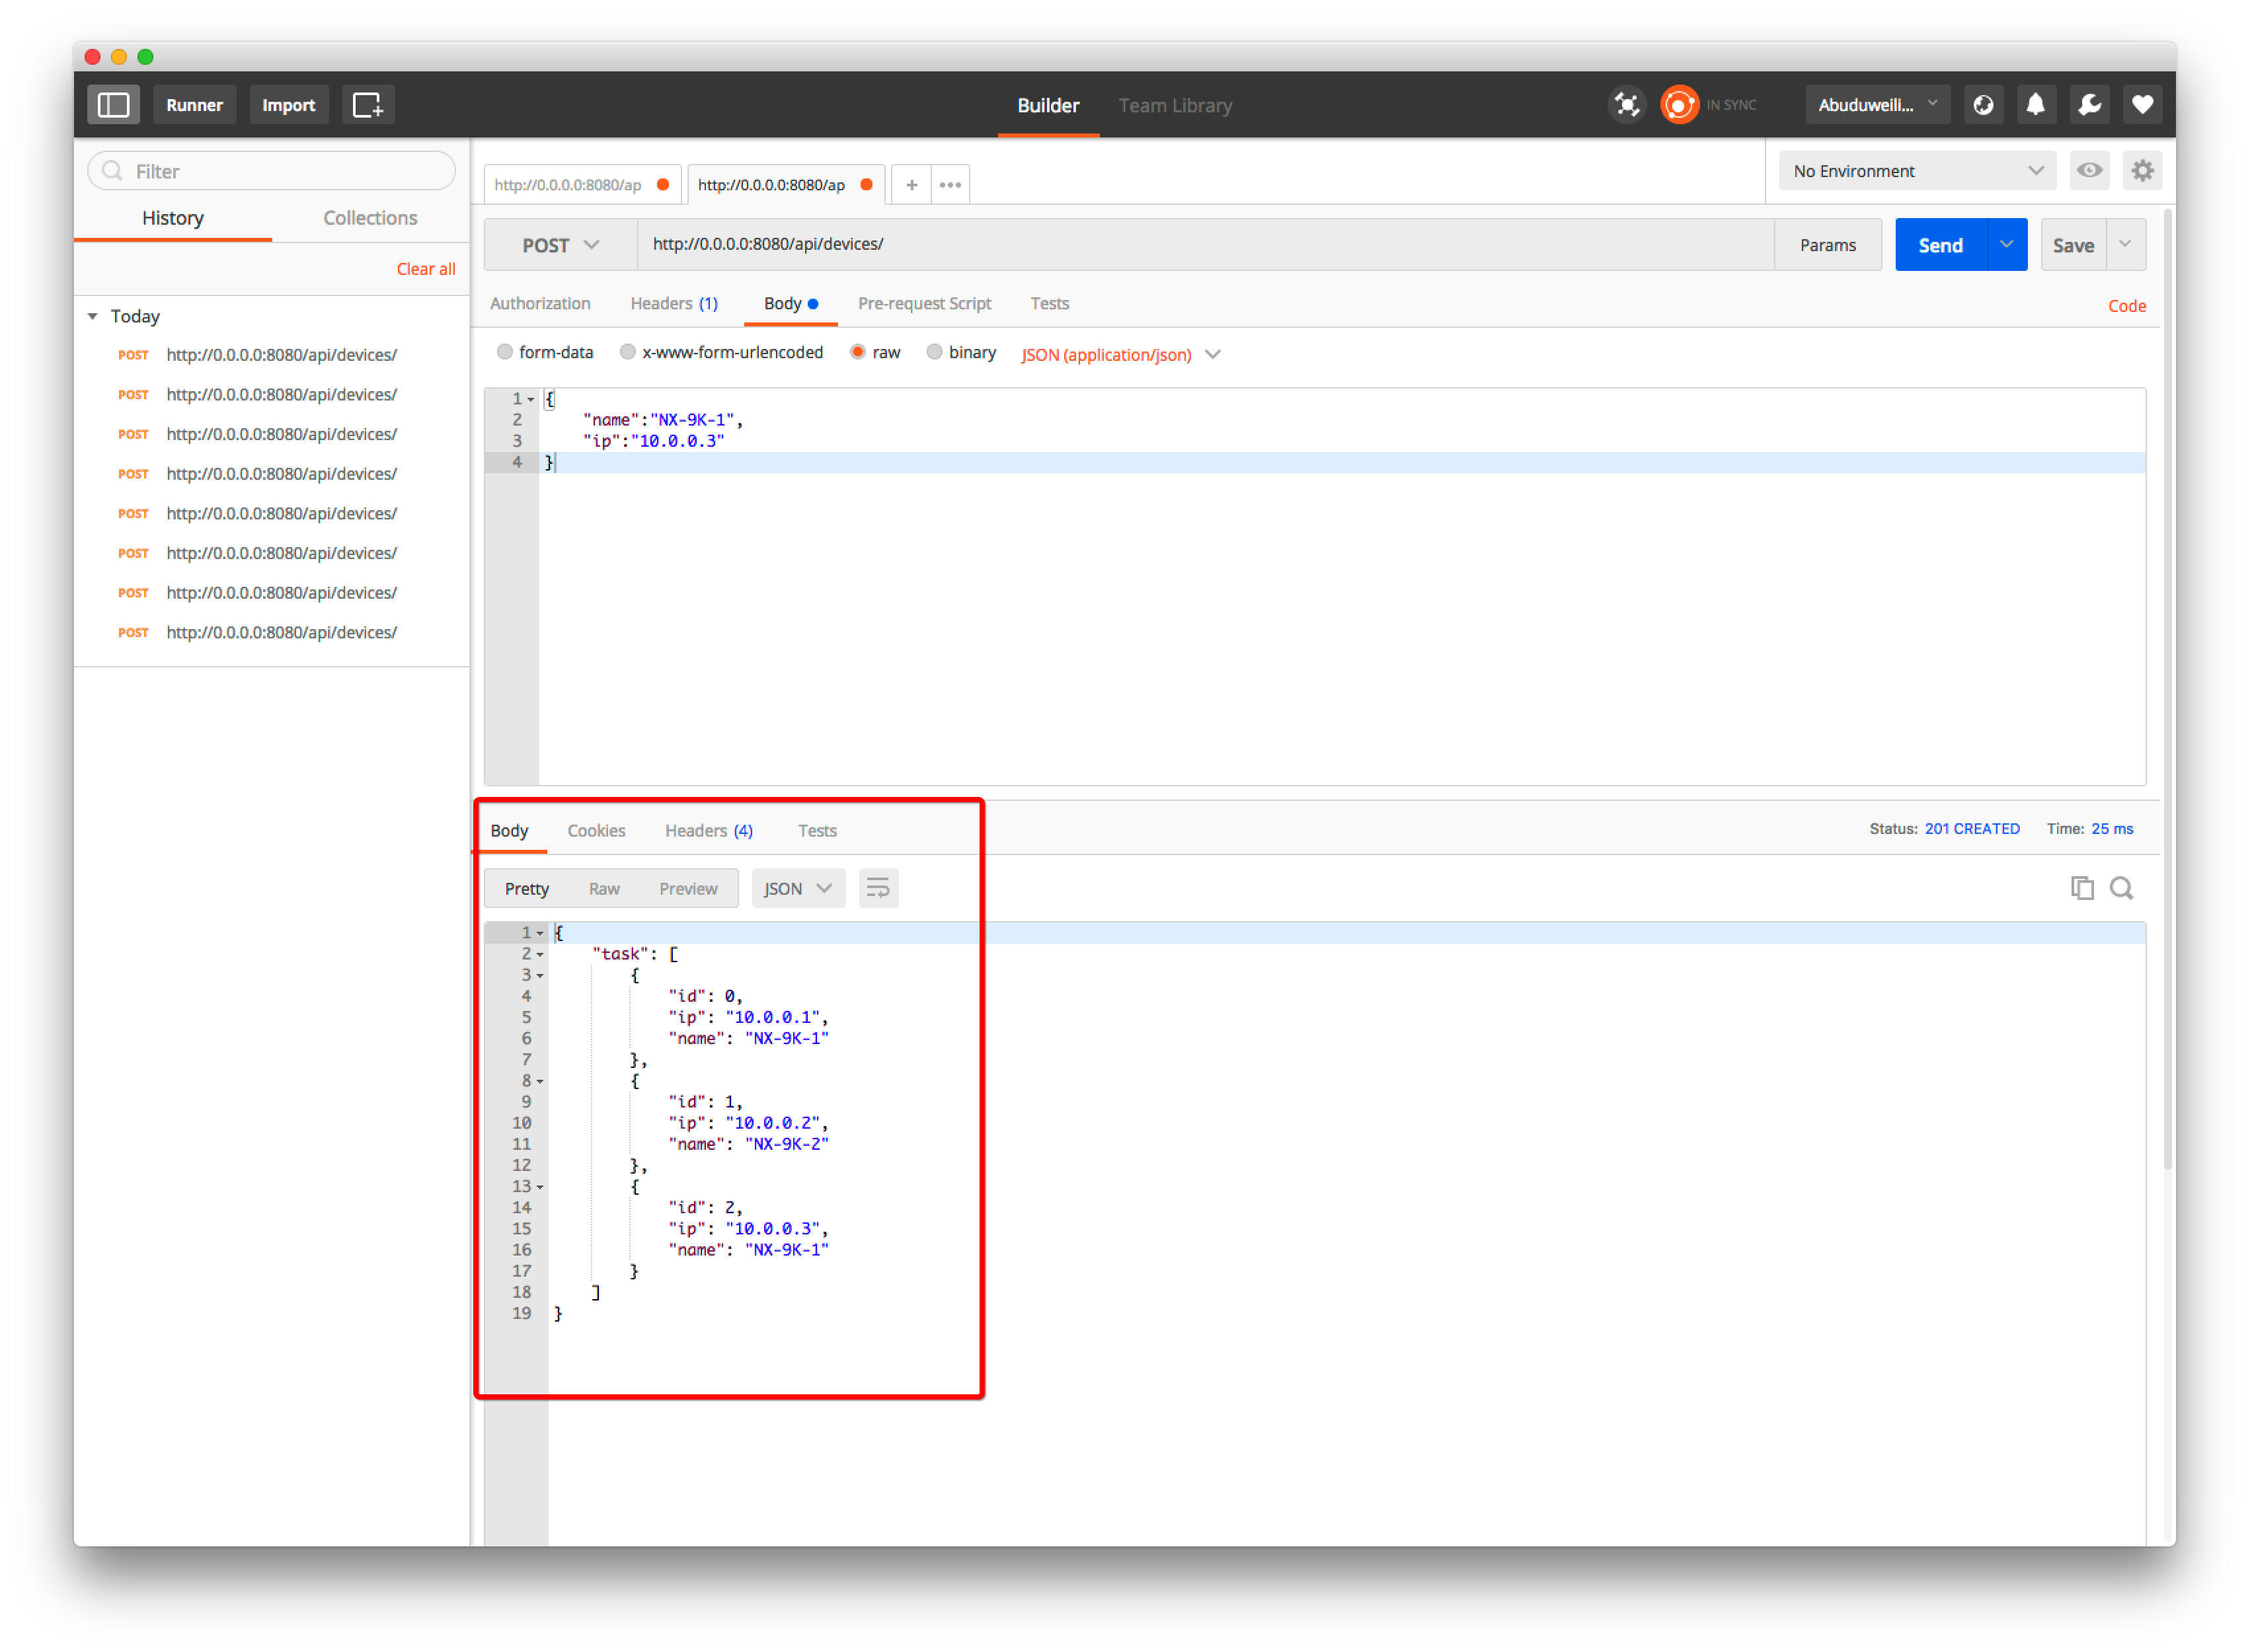 Runner Import Builder Team Library IN SYNC Abuduweili...
Filter
History Collections
Clear all
Today
POST http://0.0.0.0:8080/api/devices/
POST http://0.0.0.0:8080/api/devices/
POST http://0.0.0.0:8080/api/devices/
POST http://0.0.0.0:8080/api/devices/
POST http://0.0.0.0:8080/api/devices/
POST http://0.0.0.0:8080/api/devices/
POST http://0.0.0.0:8080/api/devices/
POST http://0.0.0.0:8080/api/devices/
http://0.0.0.0:8080/ap http://0.0.0.0:8080/ap + ••• No Environment
POST http://0.0.0.0:8080/api/devices/ Params Send Save
Authorization Headers (1) Body Pre-request Script Tests Code
form-data x-www-form-urlencoded raw binary JSON (application/json)
1 {
2 "name":"NX-9K-1",
3 "ip":"10.0.0.3"
4 }
Body Cookies Headers (4) Tests Status: 201 CREATED Time: 25 ms
Pretty Raw Preview JSON
1 {
2 "task": [
3 {
4 "id": 0,
5 "ip": "10.0.0.1",
6 "name": "NX-9K-1"
7 },
8 {
9 "id": 1,
10 "ip": "10.0.0.2",
11 "name": "NX-9K-2"
12 },
13 {
14 "id": 2,
15 "ip": "10.0.0.3",
16 "name": "NX-9K-1"
17 }
18 ]
19 }